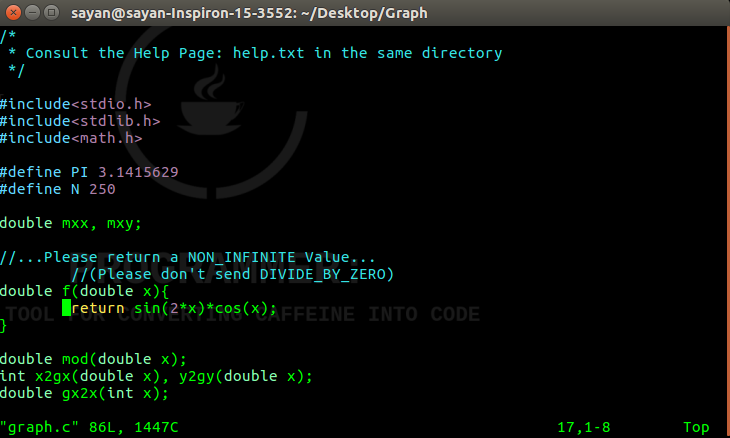 sayan@sayan-Inspiron-15-3552: ~/Desktop/Graph
/*
 * Consult the Help Page: help.txt in the same directory
 */
#include<stdio.h>
#include<stdlib.h>
#include<math.h>
#define PI 3.1415629
#define N 250
double mxx, mxy;
//...Please return a NON_INFINITE Value...
        //(Please don't send DIVIDE_BY_ZERO)
PROGRAMMER
double f(double x){
        return sin(2*x)*cos(x);
TOOL FOR CONVERTING CAFFEINE INTO CODE
}
double mod(double x);
int x2gx(double x), y2gy(double x);
double gx2x(int x);
"graph.c" 86L, 1447C 17,1-8 Top